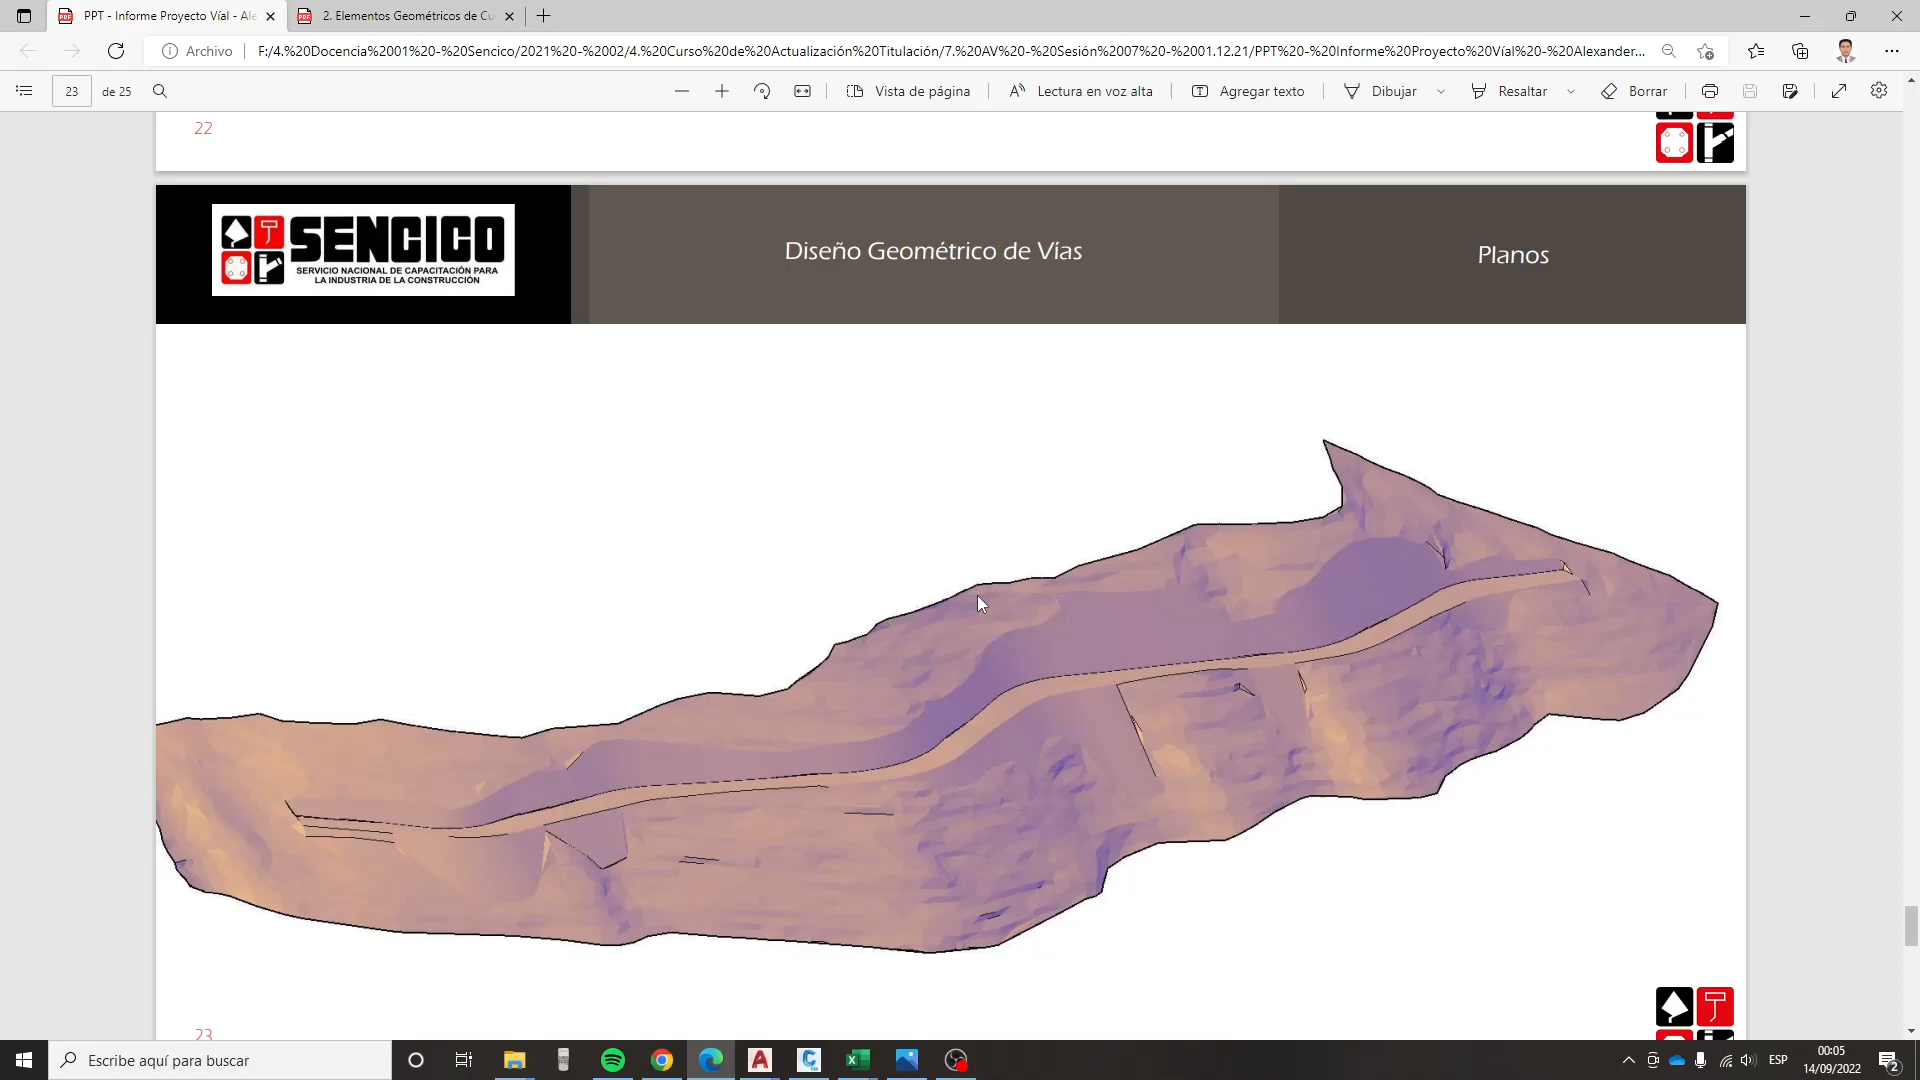 PPT - Informe Proyecto Víal - Ale
2. Elementos Geométricos de Cu
Archivo
F:/4.%20Docencia%2001%20-%20Sencico/2021%20-%2002/4.%20Curso%20de%20Actualización%20Titulación/7.%20AV%20-%20Sesión%2007%20-%2001.12.21/PPT%20-%20Informe%20Proyecto%20Víal%20-%20Alexander...
23
de 25
Vista de página
Lectura en voz alta
Agregar texto
Dibujar
Resaltar
Borrar
22
SENCICO
SERVICIO NACIONAL DE CAPACITACIÓN PARA
LA INDUSTRIA DE LA CONSTRUCCIÓN
Diseño Geométrico de Vías
Planos
23
Escribe aquí para buscar
ESP
00:05
14/09/2022
2